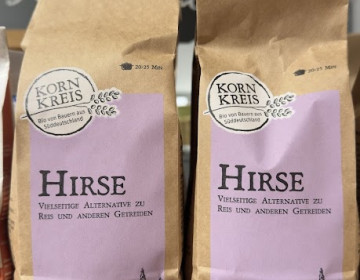 20-25 Min.
KORN
KREIS
Bio von Bauern aus
Süddeutschland
HIRSE
VIELSEITIGE ALTERNATIVE ZU
REIS UND ANDEREN GETREIDEN
20-25 Min.
KORN
KREIS
Bio von Bauern aus
Süddeutschland
HIRSE
VIELSEITIGE ALTERNATIVE ZU
REIS UND ANDEREN GETREIDEN